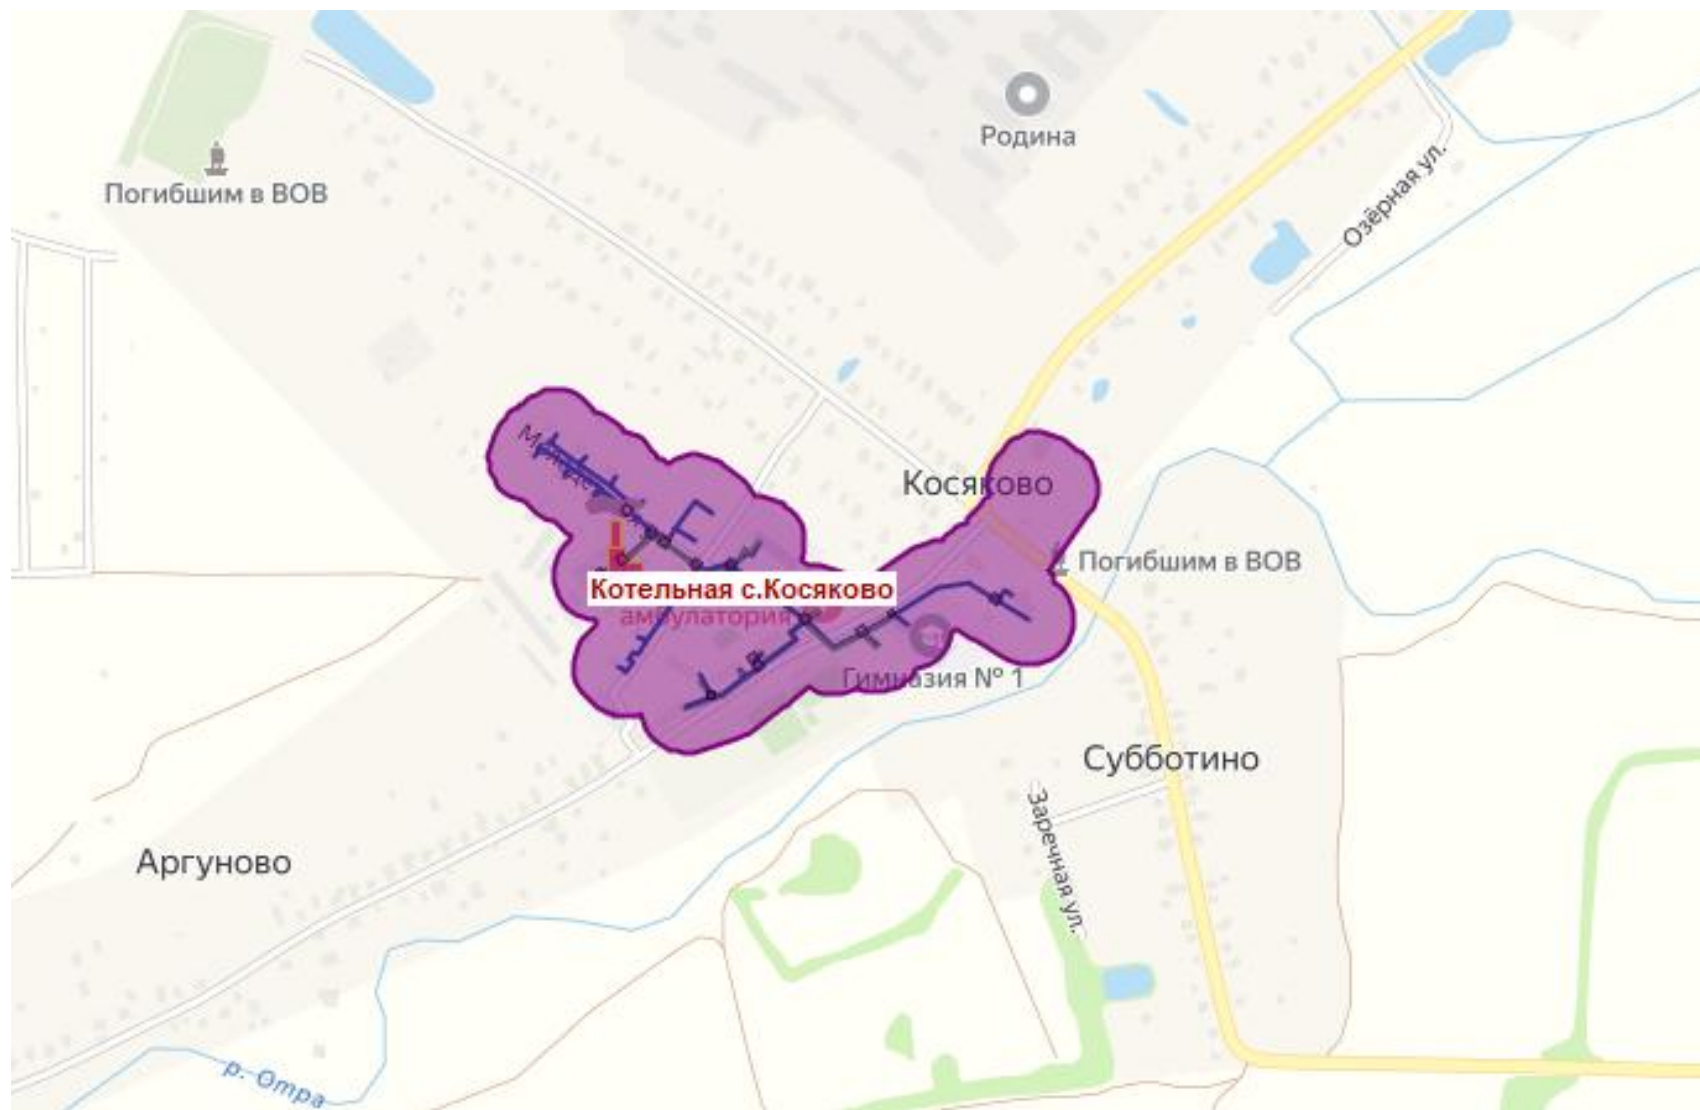 Родина
Погибшим в ВОВ
Озёрная ул.
Косяково
Погибшим в ВОВ
Котельная с.Косяково
амбулатория
Гимназия № 1
Субботино
Заречная ул.
Аргуново
р. Отра